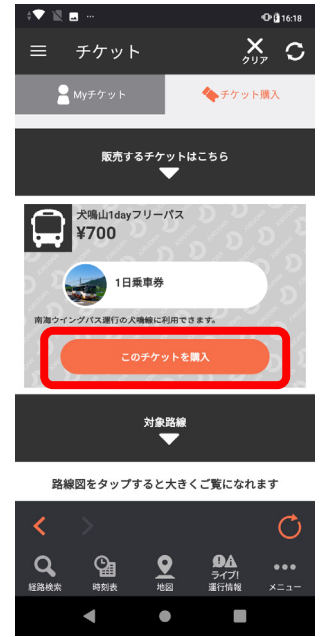 16:18
チケット
クリア
Myチケット
チケット購入
販売するチケットはこちら
犬鳴山1dayフリーパス
¥700
1日乗車券
南海ウイングバス運行の犬鳴線に利用できます。
このチケットを購入
対象路線
路線図をタップすると大きくご覧になれます
経路検索
時刻表
地図
ライブ!
運行情報
メニュー